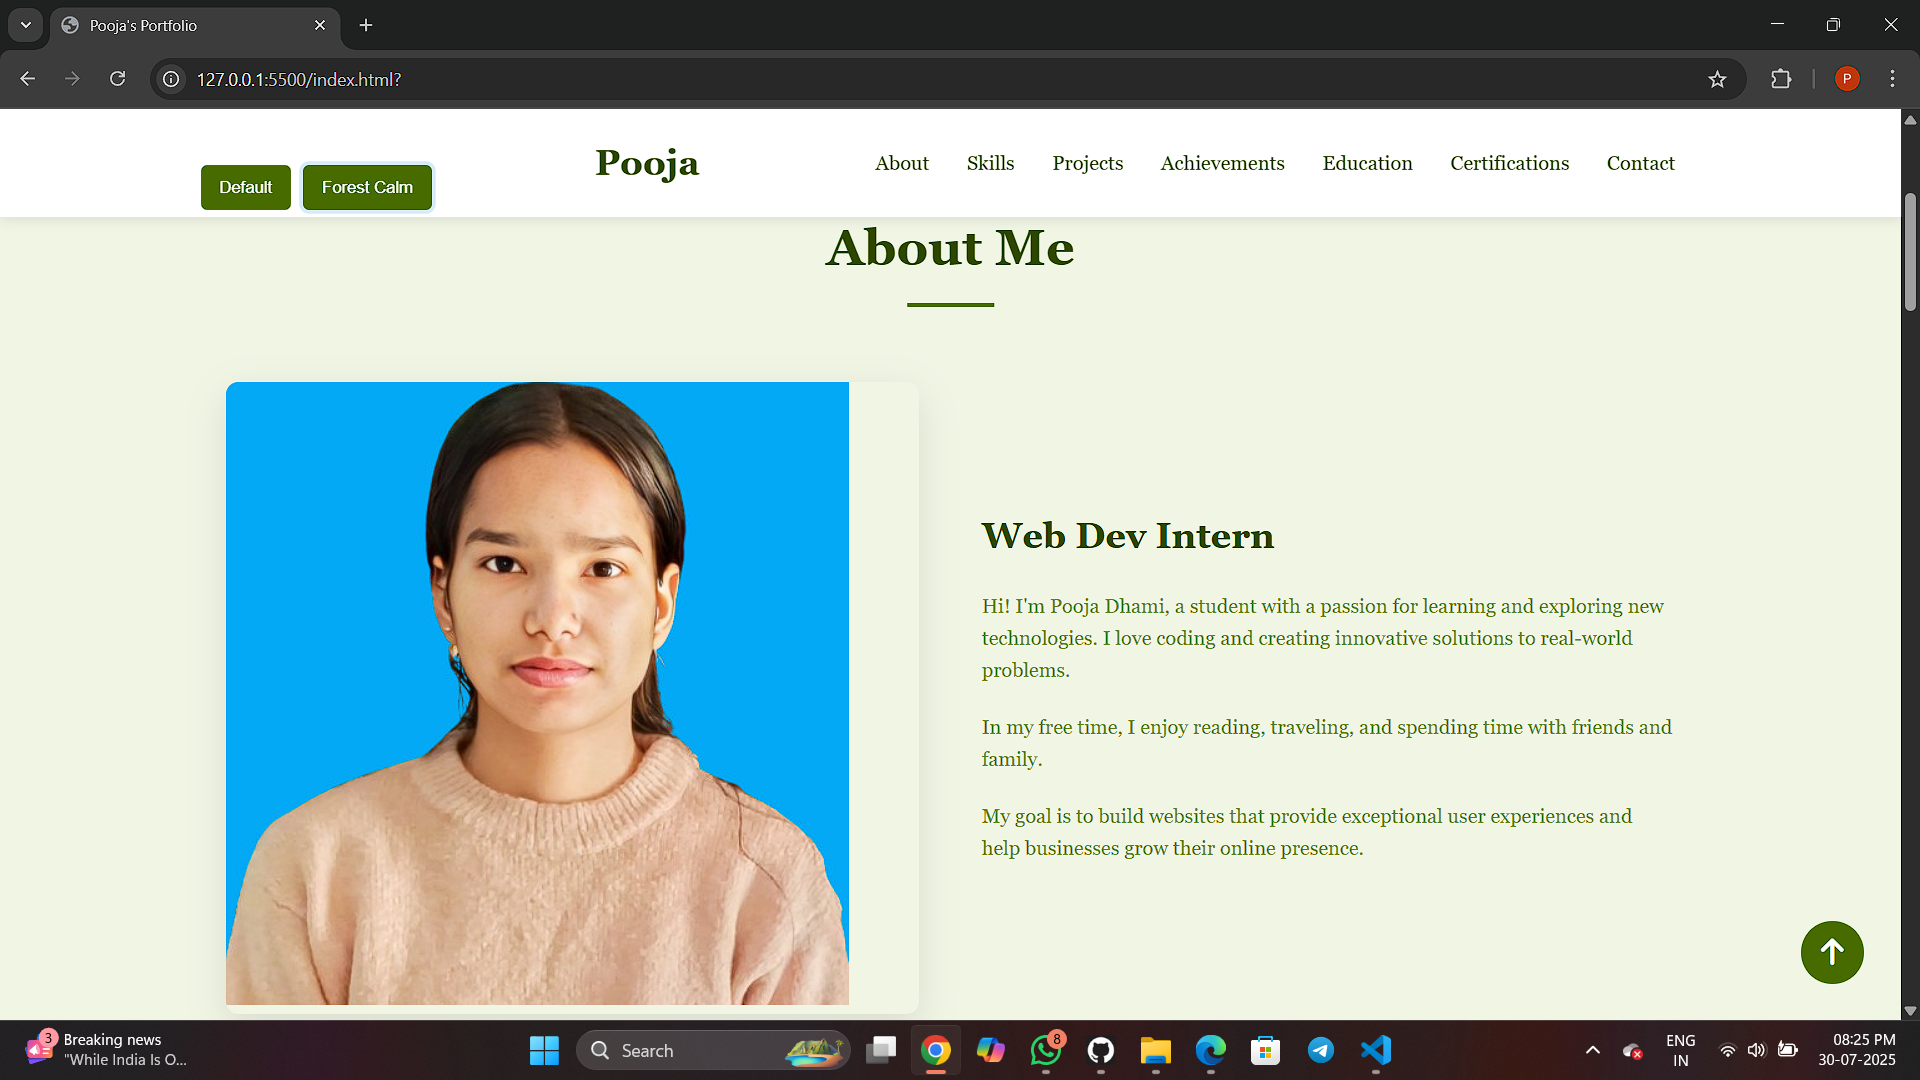 Pooja's Portfolio
127.0.0.1:5500/index.html?
P
Default
Forest Calm
Pooja
About
Skills
Projects
Achievements
Education
Certifications
Contact
About Me
Web Dev Intern
Hi! I'm Pooja Dhami, a student with a passion for learning and exploring new
technologies. I love coding and creating innovative solutions to real-world
problems.
In my free time, I enjoy reading, traveling, and spending time with friends and
family.
My goal is to build websites that provide exceptional user experiences and
help businesses grow their online presence.
3
Breaking news
"While India Is O...
Search
8
ENG
IN
08:25 PM
30-07-2025